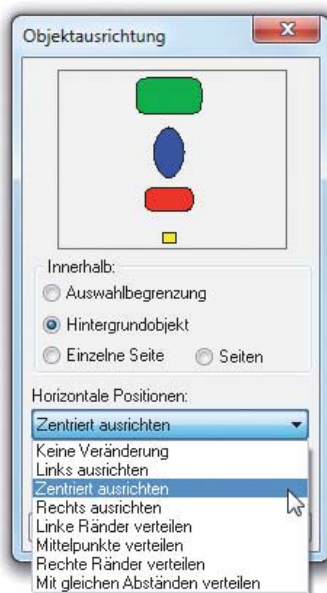 Objektausrichtung
Innerhalb:
Auswahlbegrenzung
Hintergrundobjekt
Einzelne Seite Seiten
Horizontale Positionen:
Zentriert ausrichten
Keine Veränderung
Links ausrichten
Zentriert ausrichten
Rechts ausrichten
Linke Ränder verteilen
Mittelpunkte verteilen
Rechte Ränder verteilen
Mit gleichen Abständen verteilen